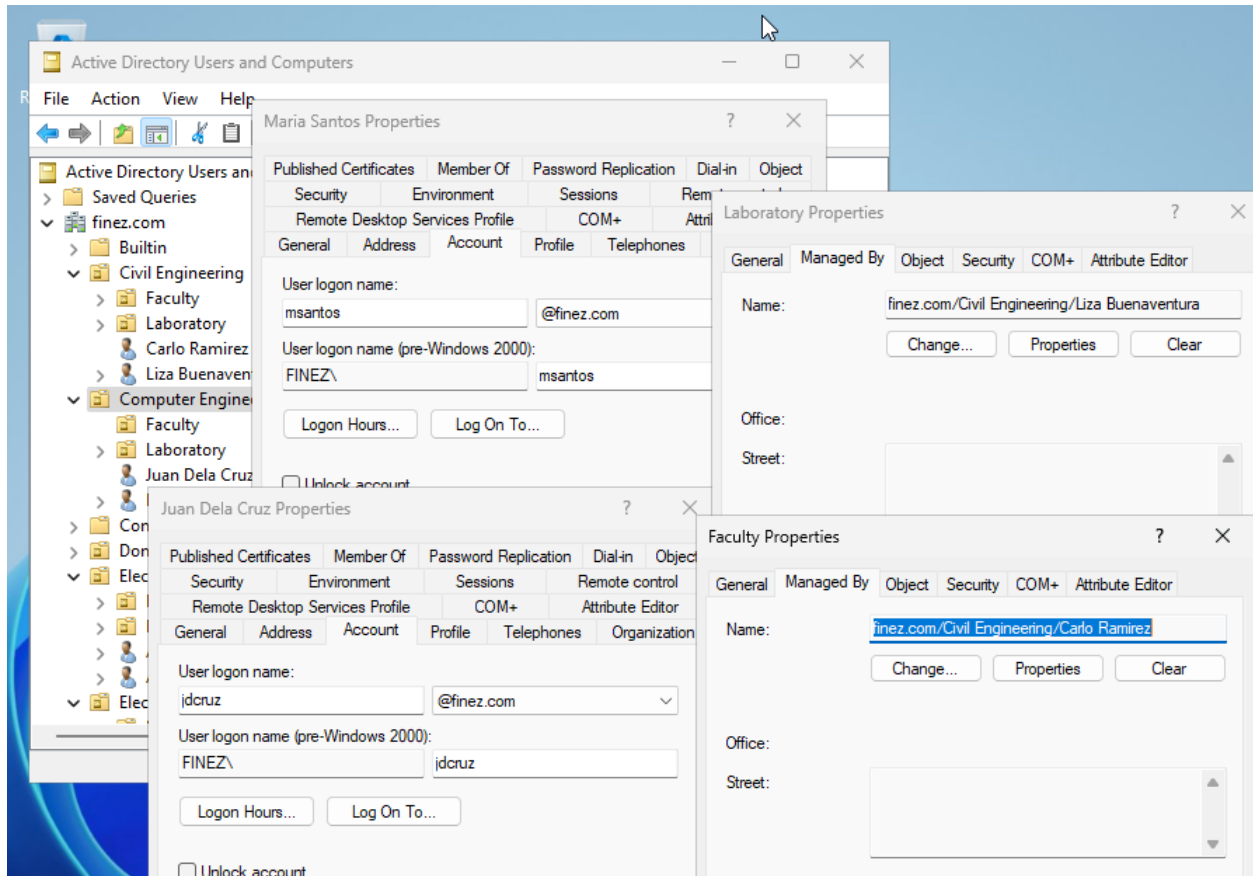 Active Directory Users and Computers
File Action View Help
Active Directory Users an
Saved Queries
finez.com
Builtin
Civil Engineering
Faculty
Laboratory
Carlo Ramirez
Liza Buenaven
Computer Engine
Faculty
Laboratory
Juan Dela Cruz
Con
Don
Elec
Elec
Maria Santos Properties
Published Certificates Member Of Password Replication Dial-in Object
Security Environment Sessions
Remote Desktop Services Profile COM+ Attri
General Address Account Profile Telephones
User logon name:
msantos @finez.com
User logon name (pre-Windows 2000):
FINEZ\ msantos
Logon Hours... Log On To...
Unlock account
Laboratory Properties
General Managed By Object Security COM+ Attribute Editor
Name: finez.com/Civil Engineering/Liza Buenaventura
Change... Properties Clear
Office:
Street:
Juan Dela Cruz Properties
Published Certificates Member Of Password Replication Dial-in Object
Security Environment Sessions Remote control
Remote Desktop Services Profile COM+ Attribute Editor
General Address Account Profile Telephones Organization
User logon name:
jdcruz @finez.com
User logon name (pre-Windows 2000):
FINEZ\ jdcruz
Logon Hours... Log On To...
Unlock account
Faculty Properties
General Managed By Object Security COM+ Attribute Editor
Name: finez.com/Civil Engineering/Carlo Ramirez
Change... Properties Clear
Office:
Street: